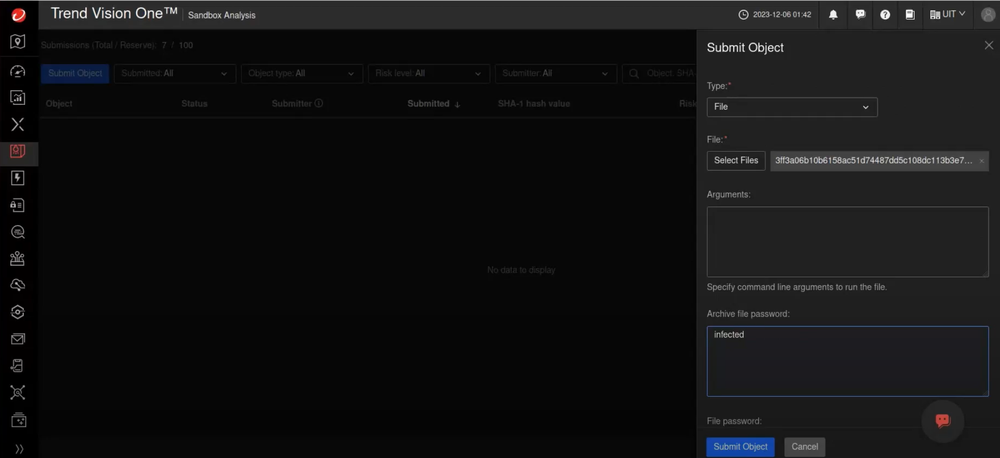 Trend Vision One™ Sandbox Analysis 2023-12-06 01:42 UIT
Submissions (Total / Reserve): 7 / 100
Submit Object Submitted: All Object type: All Risk level: All Submitter: All Object. SHA-
Object Status Submitter Submitted ↓ SHA-1 hash value Risk
No data to display
Submit Object
Type:*
File
File:*
Select Files 3ff3a06b10b6158ac51d74487dd5c108dc113b3e7... ×
Arguments:
Specify command line arguments to run the file.
Archive file password:
infected
File password:
Submit Object Cancel